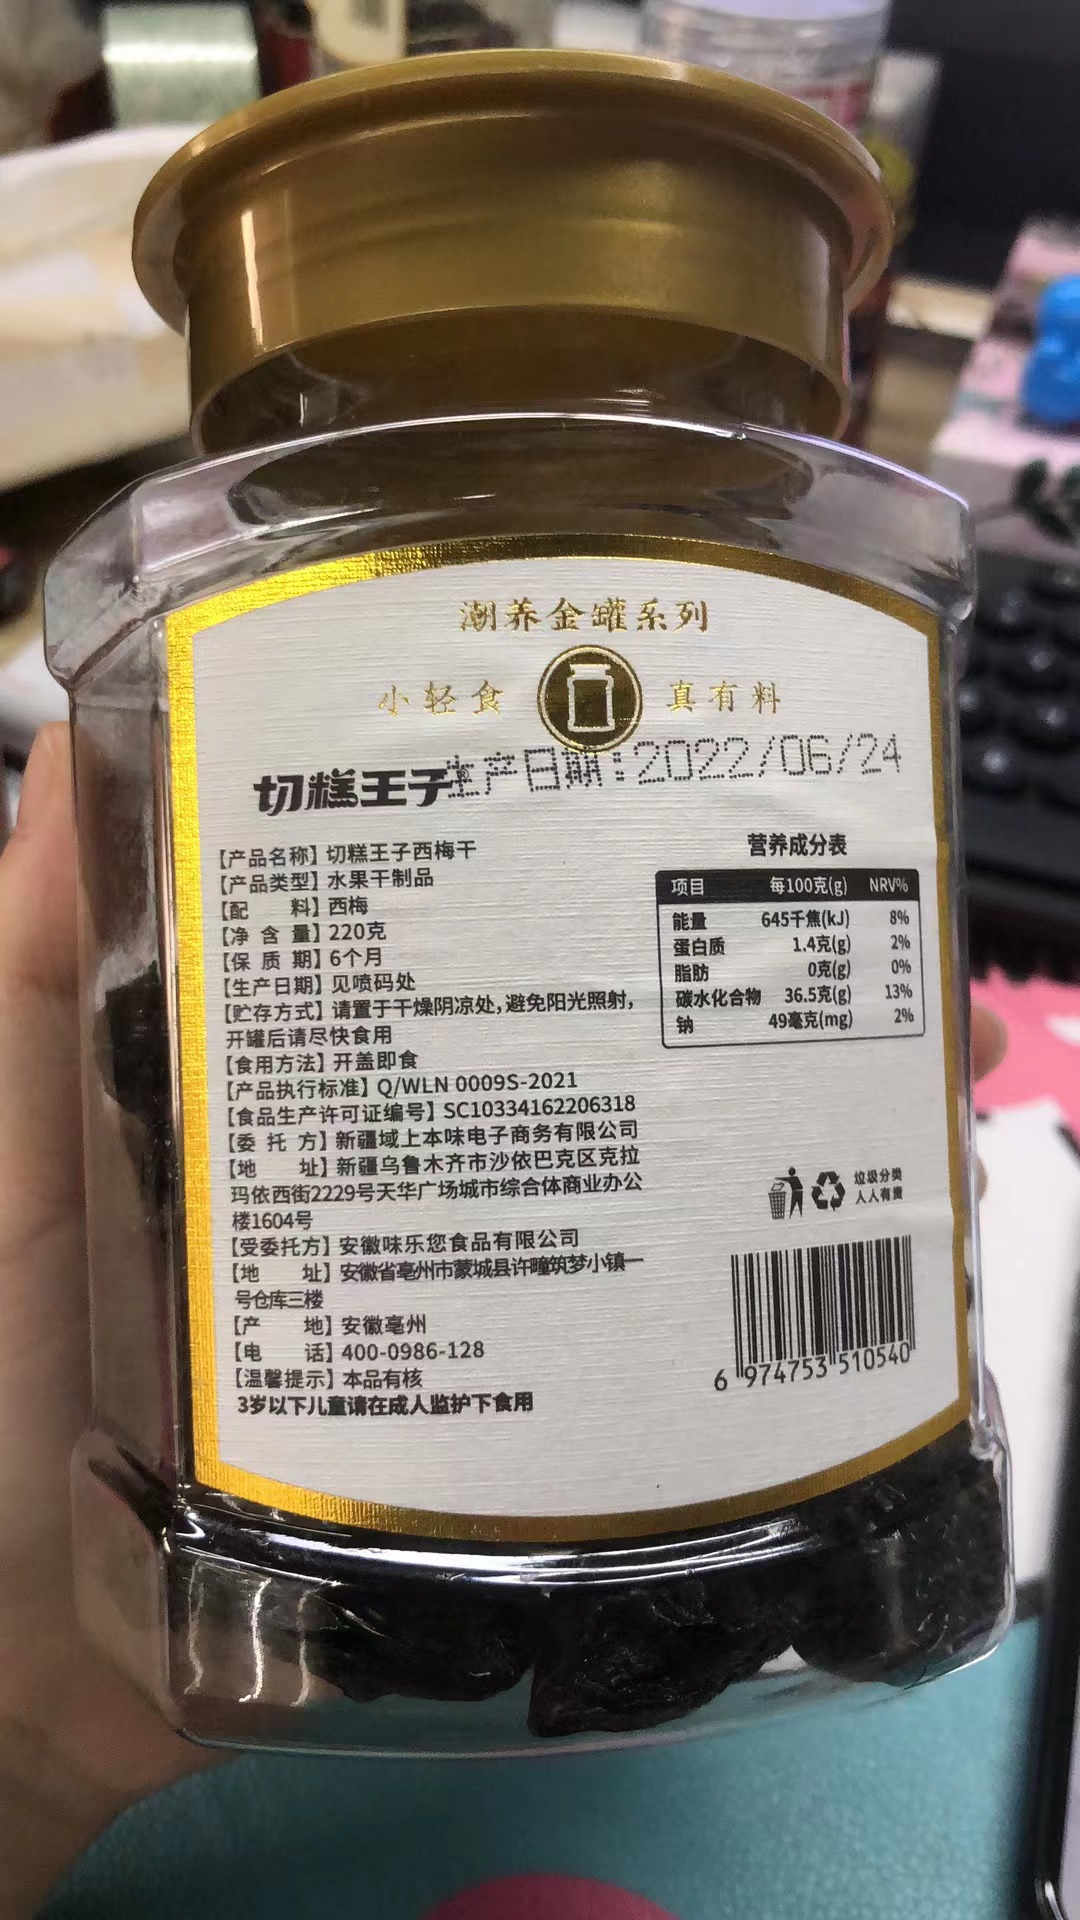 潮养金罐系列
小轻食 真有料
生产日期:2022/06/24
切糕王子
【产品名称】切糕王子西梅干
【产品类型】水果干制品
【配 料】西梅
【净 含 量】220克
【保 质 期】6个月
【生产日期】见喷码处
【贮存方式】请置于干燥阴凉处,避免阳光照射,
开罐后请尽快食用
【食用方法】开盖即食
【产品执行标准】Q/WLN 0009S-2021
【食品生产许可证编号】SC10334162206318
【委 托 方】新疆域上本味电子商务有限公司
【地 址】新疆乌鲁木齐市沙依巴克区克拉
玛依西街2229号天华广场城市综合体商业办公
楼1604号
【受委托方】安徽味乐您食品有限公司
【地 址】安徽省亳州市蒙城县许疃筑梦小镇一
号仓库三楼
【产 地】安徽亳州
【电 话】400-0986-128
【温馨提示】本品有核
3岁以下儿童请在成人监护下食用
营养成分表
项目 每100克(g) NRV%
能量 645千焦(kJ) 8%
蛋白质 1.4克(g) 2%
脂肪 0克(g) 0%
碳水化合物 36.5克(g) 13%
钠 49毫克(mg) 2%
垃圾分类
人人有责
6 974753 510540